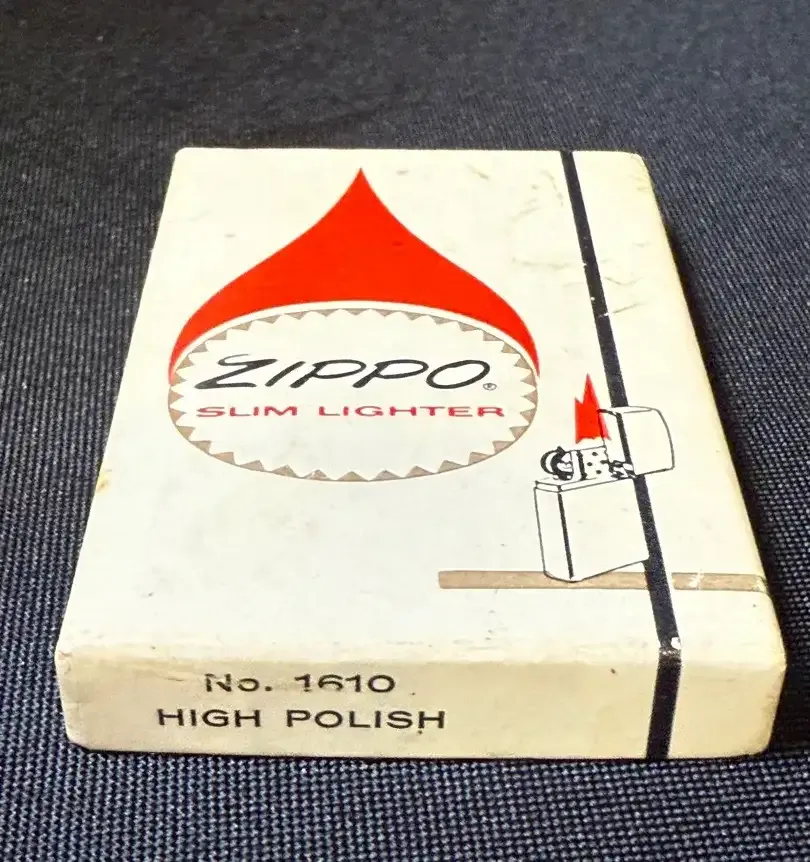 ZIPPO®
SLIM LIGHTER
No. 1610
HIGH POLISH